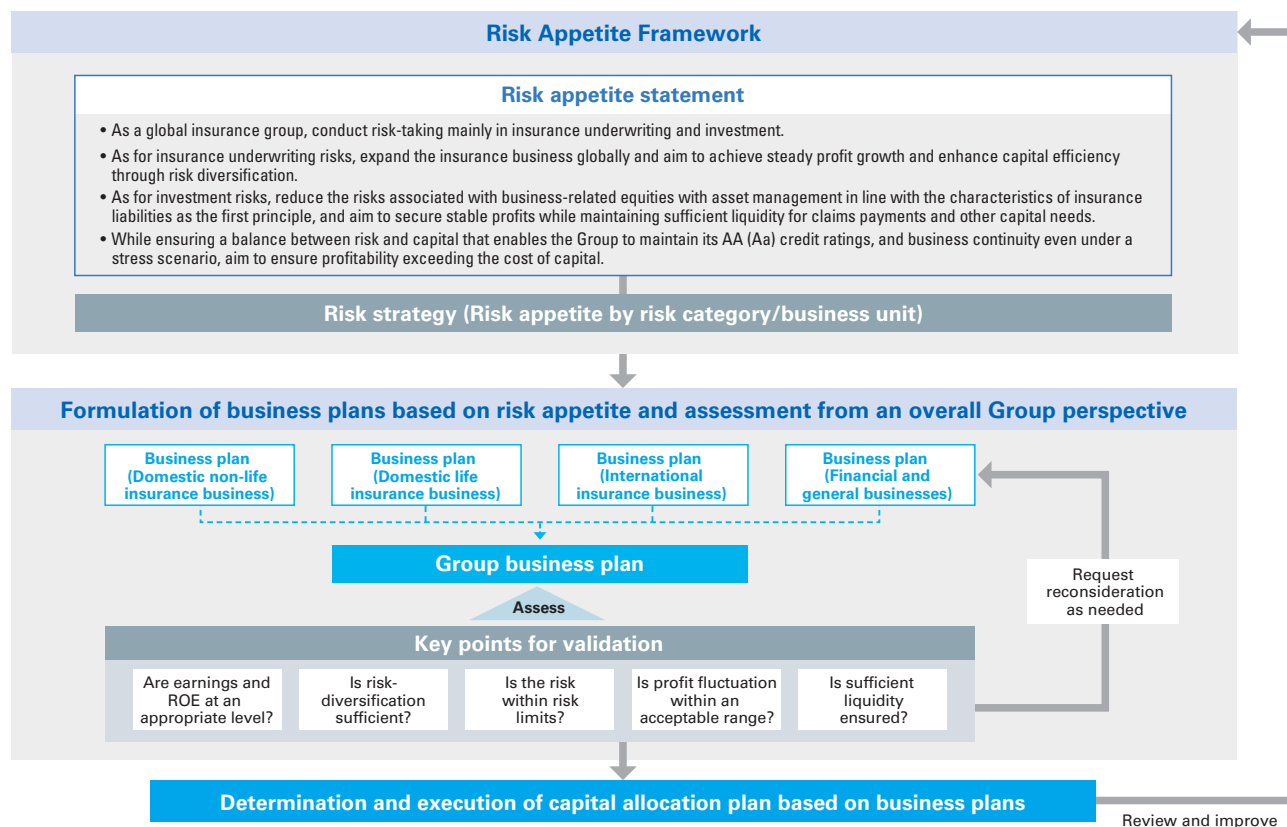 Risk Appetite Framework
Risk appetite statement
• As a global insurance group, conduct risk-taking mainly in insurance underwriting and investment.
• As for insurance underwriting risks, expand the insurance business globally and aim to achieve steady profit growth and enhance capital efficiency
through risk diversification.
• As for investment risks, reduce the risks associated with business-related equities with asset management in line with the characteristics of insurance
liabilities as the first principle, and aim to secure stable profits while maintaining sufficient liquidity for claims payments and other capital needs.
• While ensuring a balance between risk and capital that enables the Group to maintain its AA (Aa) credit ratings, and business continuity even under a
stress scenario, aim to ensure profitability exceeding the cost of capital.
Risk strategy (Risk appetite by risk category/business unit)
Formulation of business plans based on risk appetite and assessment from an overall Group perspective
Business plan
(Domestic non-life
insurance business)
Business plan
(Domestic life
insurance business)
Business plan
(International
insurance business)
Business plan
(Financial and
general businesses)
Group business plan
Request
reconsideration
as needed
Assess
Key points for validation
Are earnings and
ROE at an
appropriate level?
Is risk-
diversification
sufficient?
Is the risk
within risk
limits?
Is profit fluctuation
within an
acceptable range?
Is sufficient
liquidity
ensured?
Determination and execution of capital allocation plan based on business plans
Review and improve